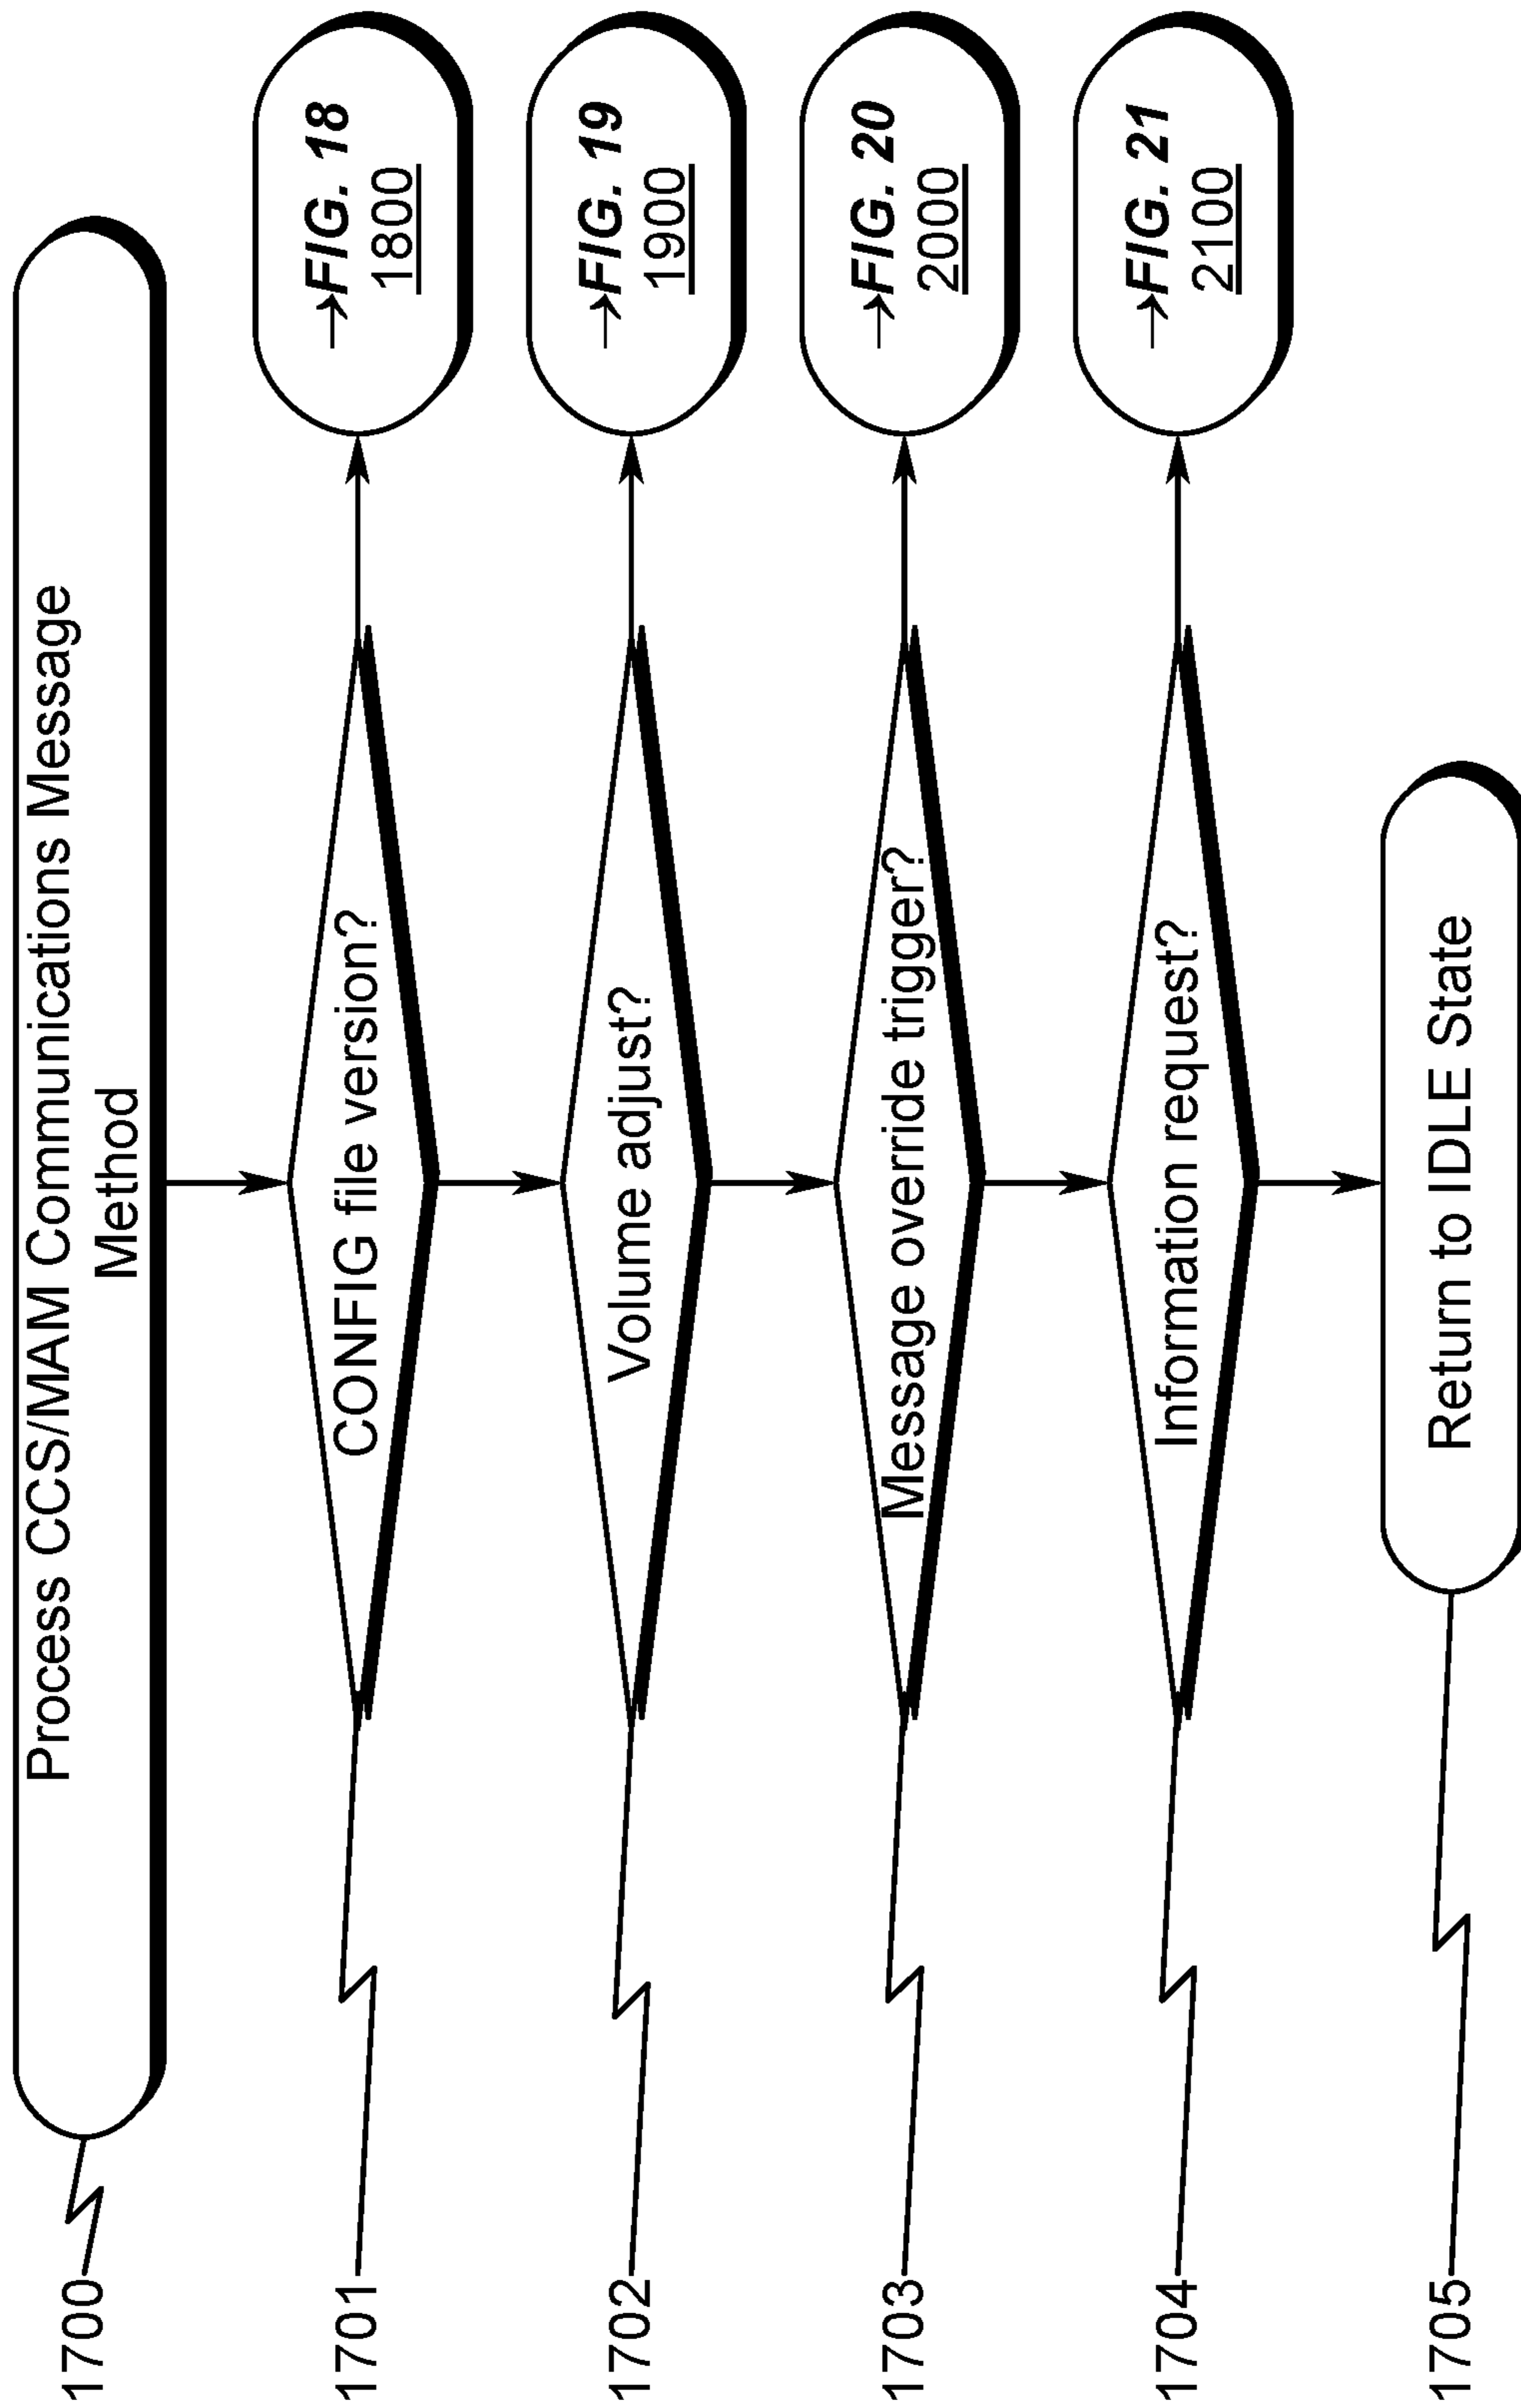 1700
Process CCS/MAM Communications Message
Method
1701
CONFIG file version?
→FIG. 18
1800
1702
Volume adjust?
→FIG. 19
1900
1703
Message override trigger?
→FIG. 20
2000
1704
Information request?
→FIG. 21
2100
1705
Return to IDLE State